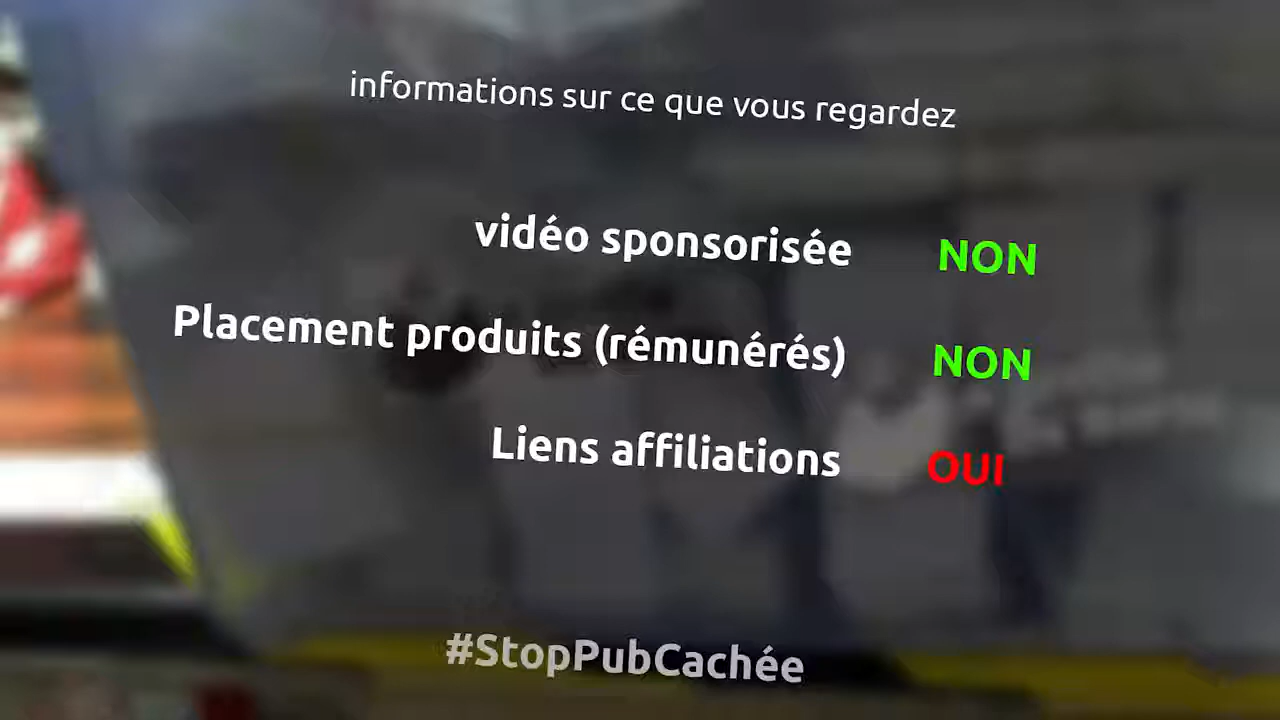 informations sur ce que vous regardez
vidéo sponsorisée NON
Placement produits (rémunérés) NON
Liens affiliations OUI
#StopPubCachée